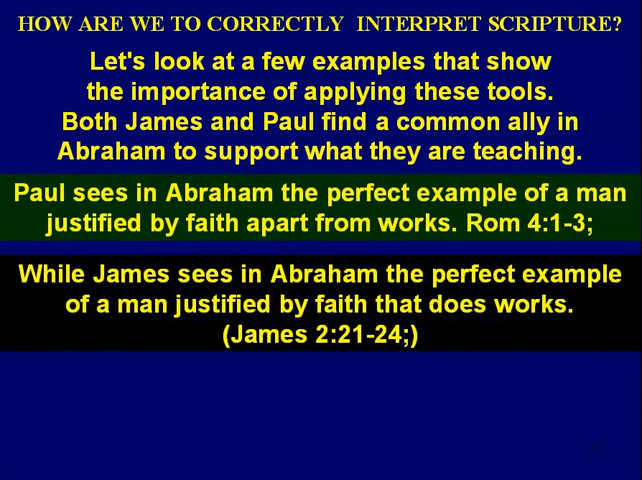 HOW ARE WE TO CORRECTLY INTERPRET SCRIPTURE?
Let's look at a few examples that show
the importance of applying these tools.
Both James and Paul find a common ally in
Abraham to support what they are teaching.
Paul sees in Abraham the perfect example of a man
justified by faith apart from works. Rom 4:1-3;
While James sees in Abraham the perfect example
of a man justified by faith that does works.
(James 2:21-24;)